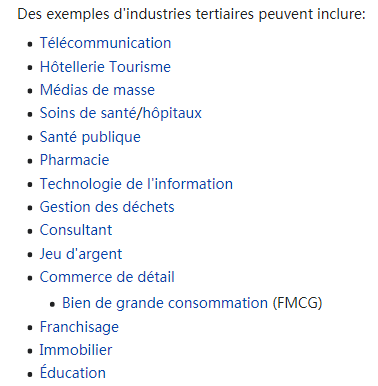 Des exemples d'industries tertiaires peuvent inclure:
• Télécommunication
• Hôtellerie Tourisme
• Médias de masse
• Soins de santé/hôpitaux
• Santé publique
• Pharmacie
• Technologie de l'information
• Gestion des déchets
• Consultant
• Jeu d'argent
• Commerce de détail
• Bien de grande consommation (FMCG)
• Franchisage
• Immobilier
• Éducation